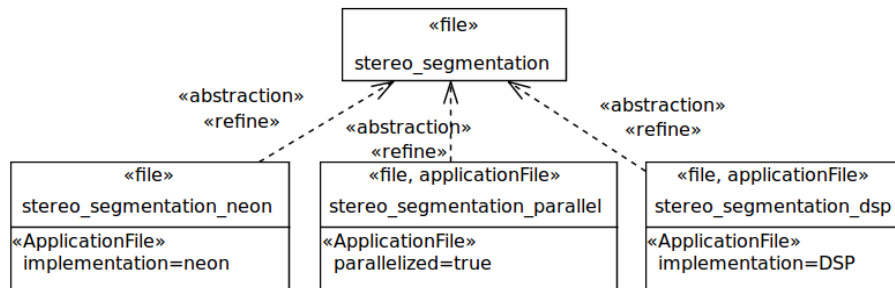 «file»
stereo_segmentation
«abstraction»
«refine»
«abstraction»
«refine»
«abstraction»
«refine»
«file»
stereo_segmentation_neon
«ApplicationFile»
implementation=neon
«file, applicationFile»
stereo_segmentation_parallel
«ApplicationFile»
parallelized=true
«file, applicationFile»
stereo_segmentation_dsp
«ApplicationFile»
implementation=DSP